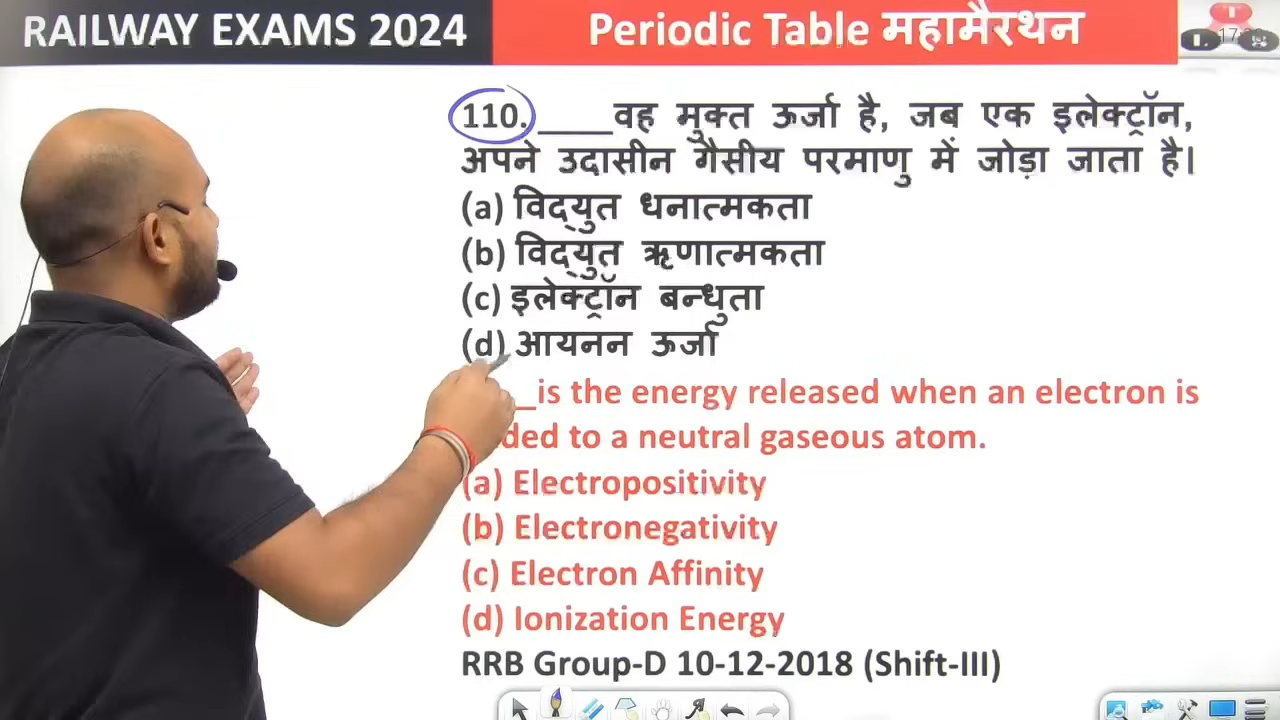 RAILWAY EXAMS 2024
Periodic Table महामैरथन
110. ____वह मुक्त ऊर्जा है, जब एक इलेक्ट्रॉन,
अपने उदासीन गैसीय परमाणु में जोड़ा जाता है।
(a) विद्युत धनात्मकता
(b) विद्युत ऋणात्मकता
(c) इलेक्ट्रॉन बन्धुता
(d) आयनन ऊर्जा
_is the energy released when an electron is
ded to a neutral gaseous atom.
(a) Electropositivity
(b) Electronegativity
(c) Electron Affinity
(d) Ionization Energy
RRB Group-D 10-12-2018 (Shift-III)